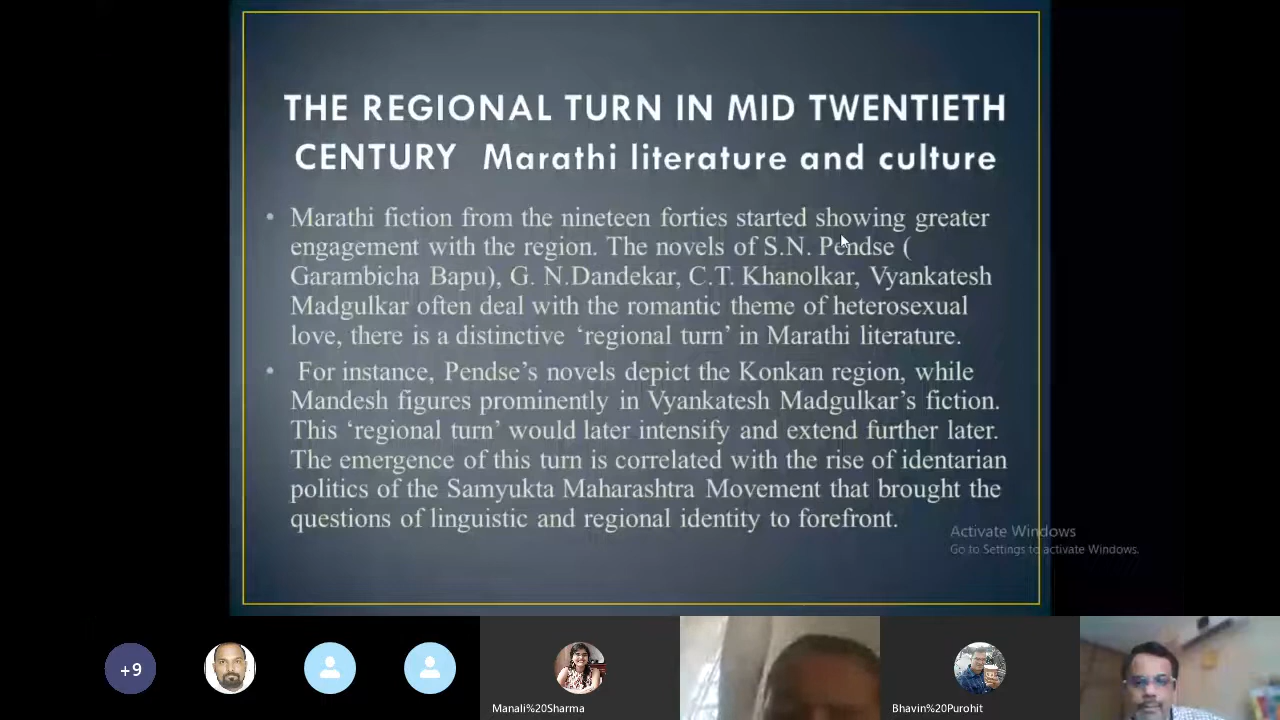 THE REGIONAL TURN IN MID TWENTIETH
CENTURY Marathi literature and culture
• Marathi fiction from the nineteen forties started showing greater
engagement with the region. The novels of S.N. Pendse (
Garambicha Bapu), G. N.Dandekar, C.T. Khanolkar, Vyankatesh
Madgulkar often deal with the romantic theme of heterosexual
love, there is a distinctive ‘regional turn’ in Marathi literature.
• For instance, Pendse’s novels depict the Konkan region, while
Mandesh figures prominently in Vyankatesh Madgulkar’s fiction.
This ‘regional turn’ would later intensify and extend further later.
The emergence of this turn is correlated with the rise of identarian
politics of the Samyukta Maharashtra Movement that brought the
questions of linguistic and regional identity to forefront.
Activate Windows
Go to Settings to activate Windows.
+9
Manali%20Sharma
Bhavin%20Purohit